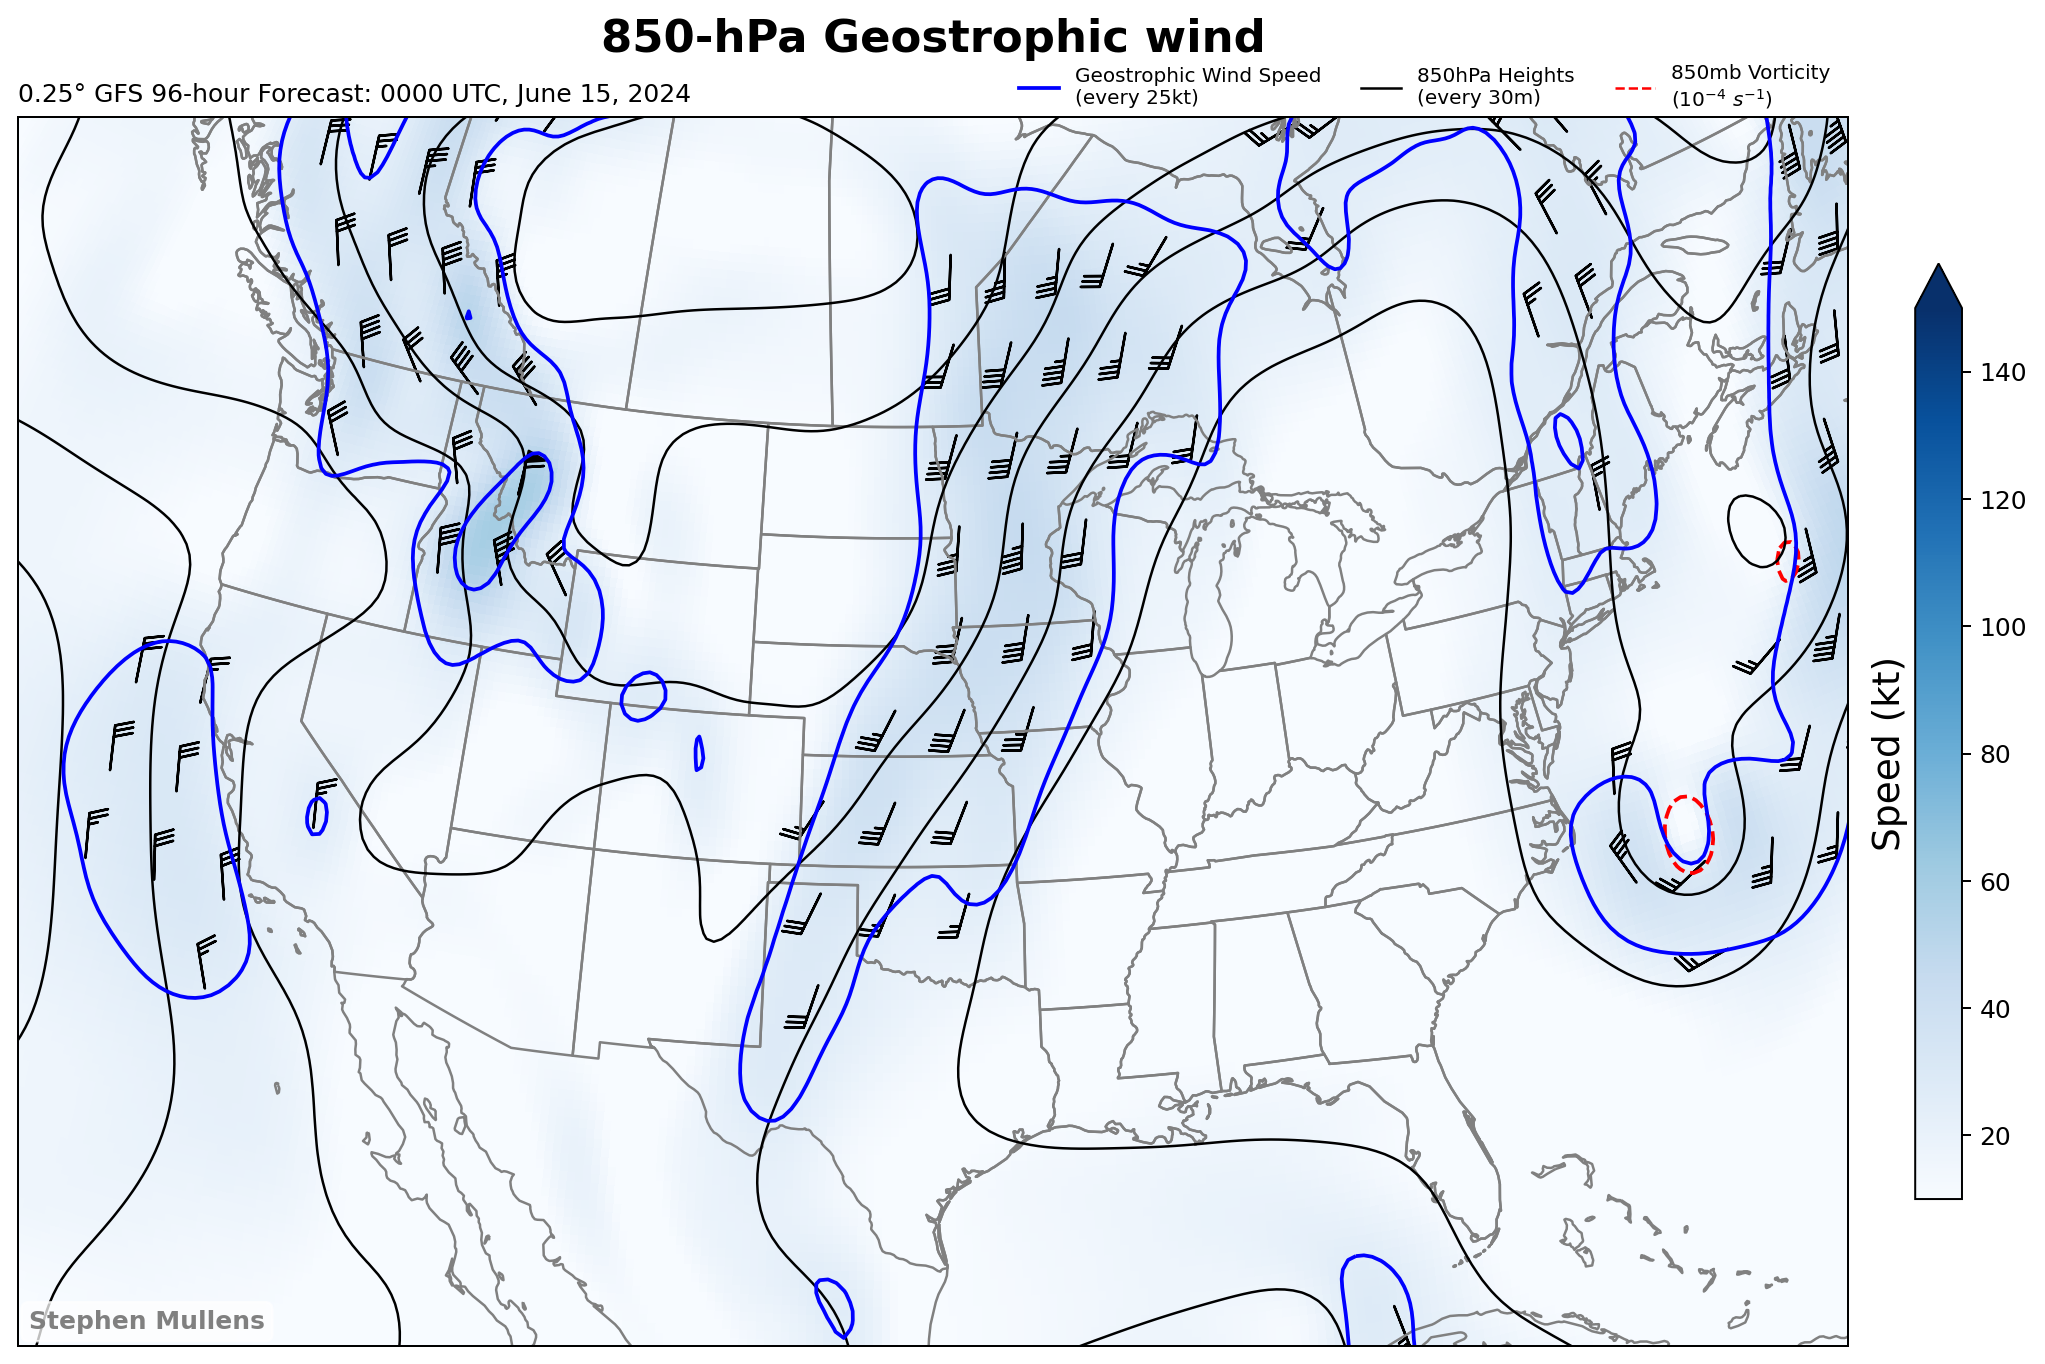 850-hPa Geostrophic wind
0.25° GFS 96-hour Forecast: 0000 UTC, June 15, 2024
Geostrophic Wind Speed
(every 25kt)
850hPa Heights
(every 30m)
850mb Vorticity
(10⁻⁴ s⁻¹)
140
120
100
80
60
40
20
Speed (kt)
Stephen Mullens